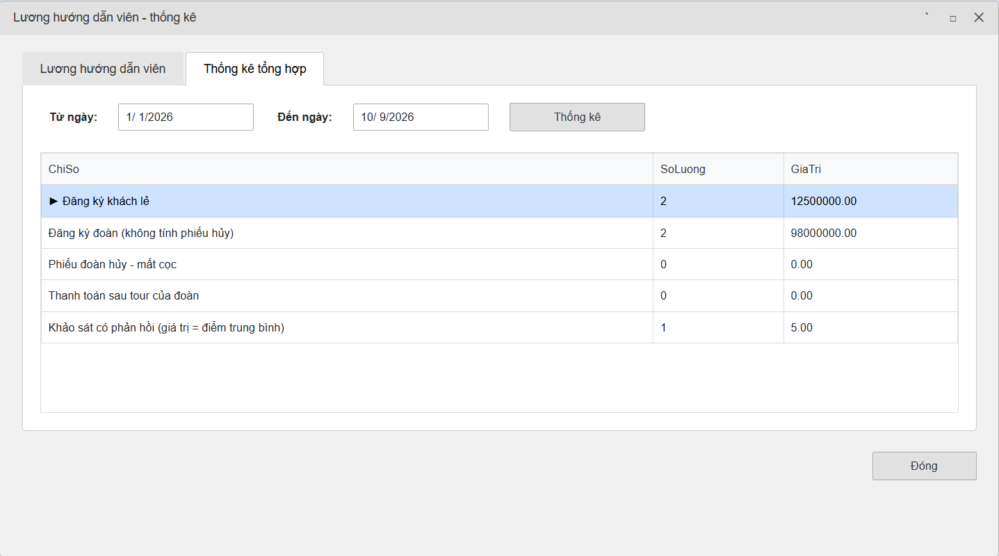 Lương hướng dẫn viên - thống kê
Lương hướng dẫn viên Thống kê tổng hợp
Từ ngày: 1/ 1/2026 Đến ngày: 10/ 9/2026 Thống kê
ChiSo SoLuong GiaTri
► Đăng ký khách lẻ 2 12500000.00
Đăng ký đoàn (không tính phiếu hủy) 2 98000000.00
Phiếu đoàn hủy - mất cọc 0 0.00
Thanh toán sau tour của đoàn 0 0.00
Khảo sát có phản hồi (giá trị = điểm trung bình) 1 5.00
Đóng